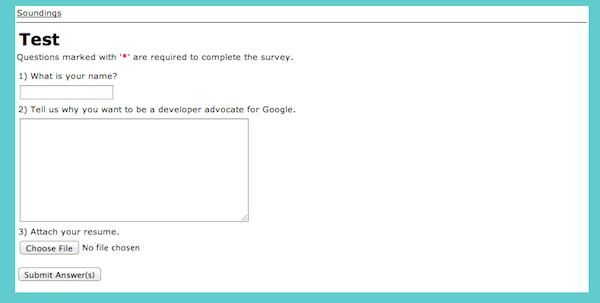 Soundings
Test
Questions marked with '*' are required to complete the survey.
1) What is your name?
2) Tell us why you want to be a developer advocate for Google.
3) Attach your resume.
Choose File No file chosen
Submit Answer(s)